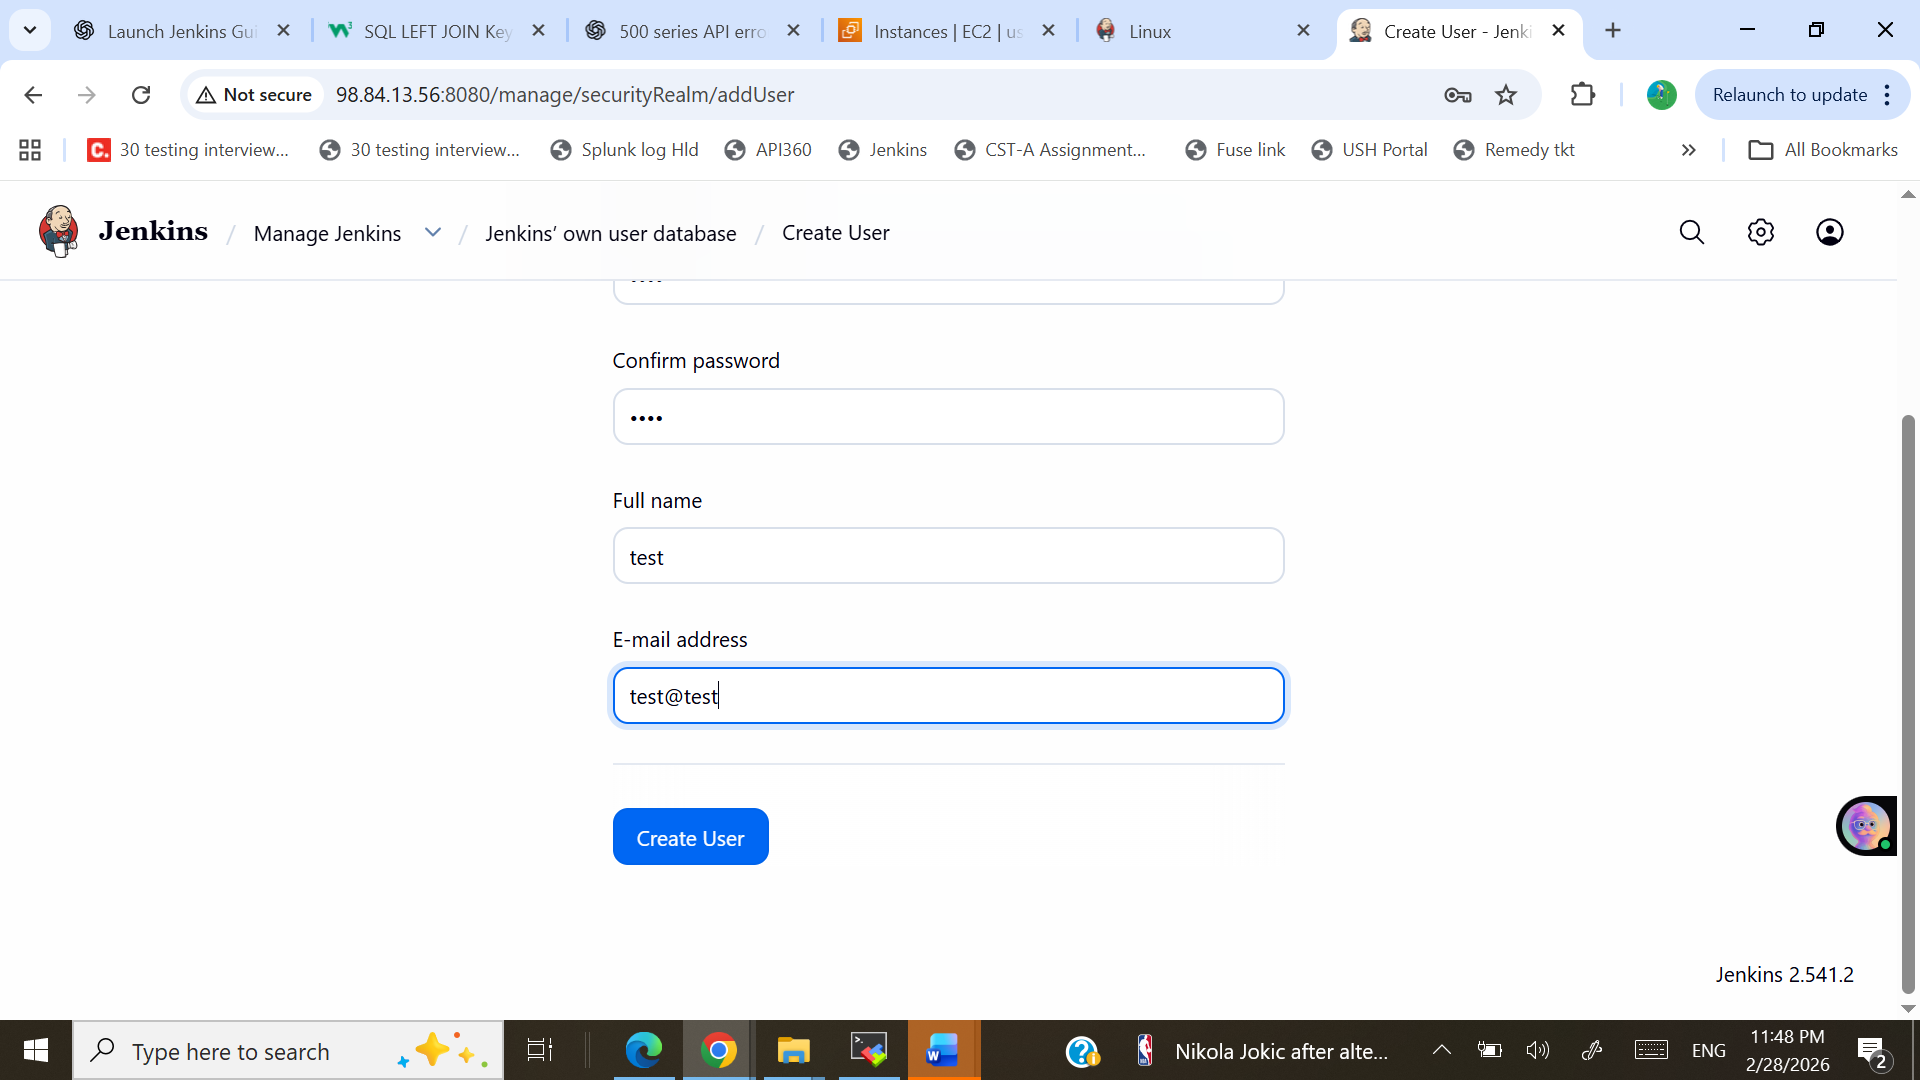 Launch Jenkins Gui
SQL LEFT JOIN Key
500 series API erro
Instances | EC2 | us
Linux
Create User - Jenki
Not secure
98.84.13.56:8080/manage/securityRealm/addUser
Relaunch to update
30 testing interview...
30 testing interview...
Splunk log Hld
API360
Jenkins
CST-A Assignment...
Fuse link
USH Portal
Remedy tkt
»
All Bookmarks
Jenkins / Manage Jenkins / Jenkins' own user database / Create User
Confirm password
••••
Full name
test
E-mail address
test@test
Create User
Jenkins 2.541.2
Type here to search
Nikola Jokic after alte...
ENG
11:48 PM
2/28/2026
2